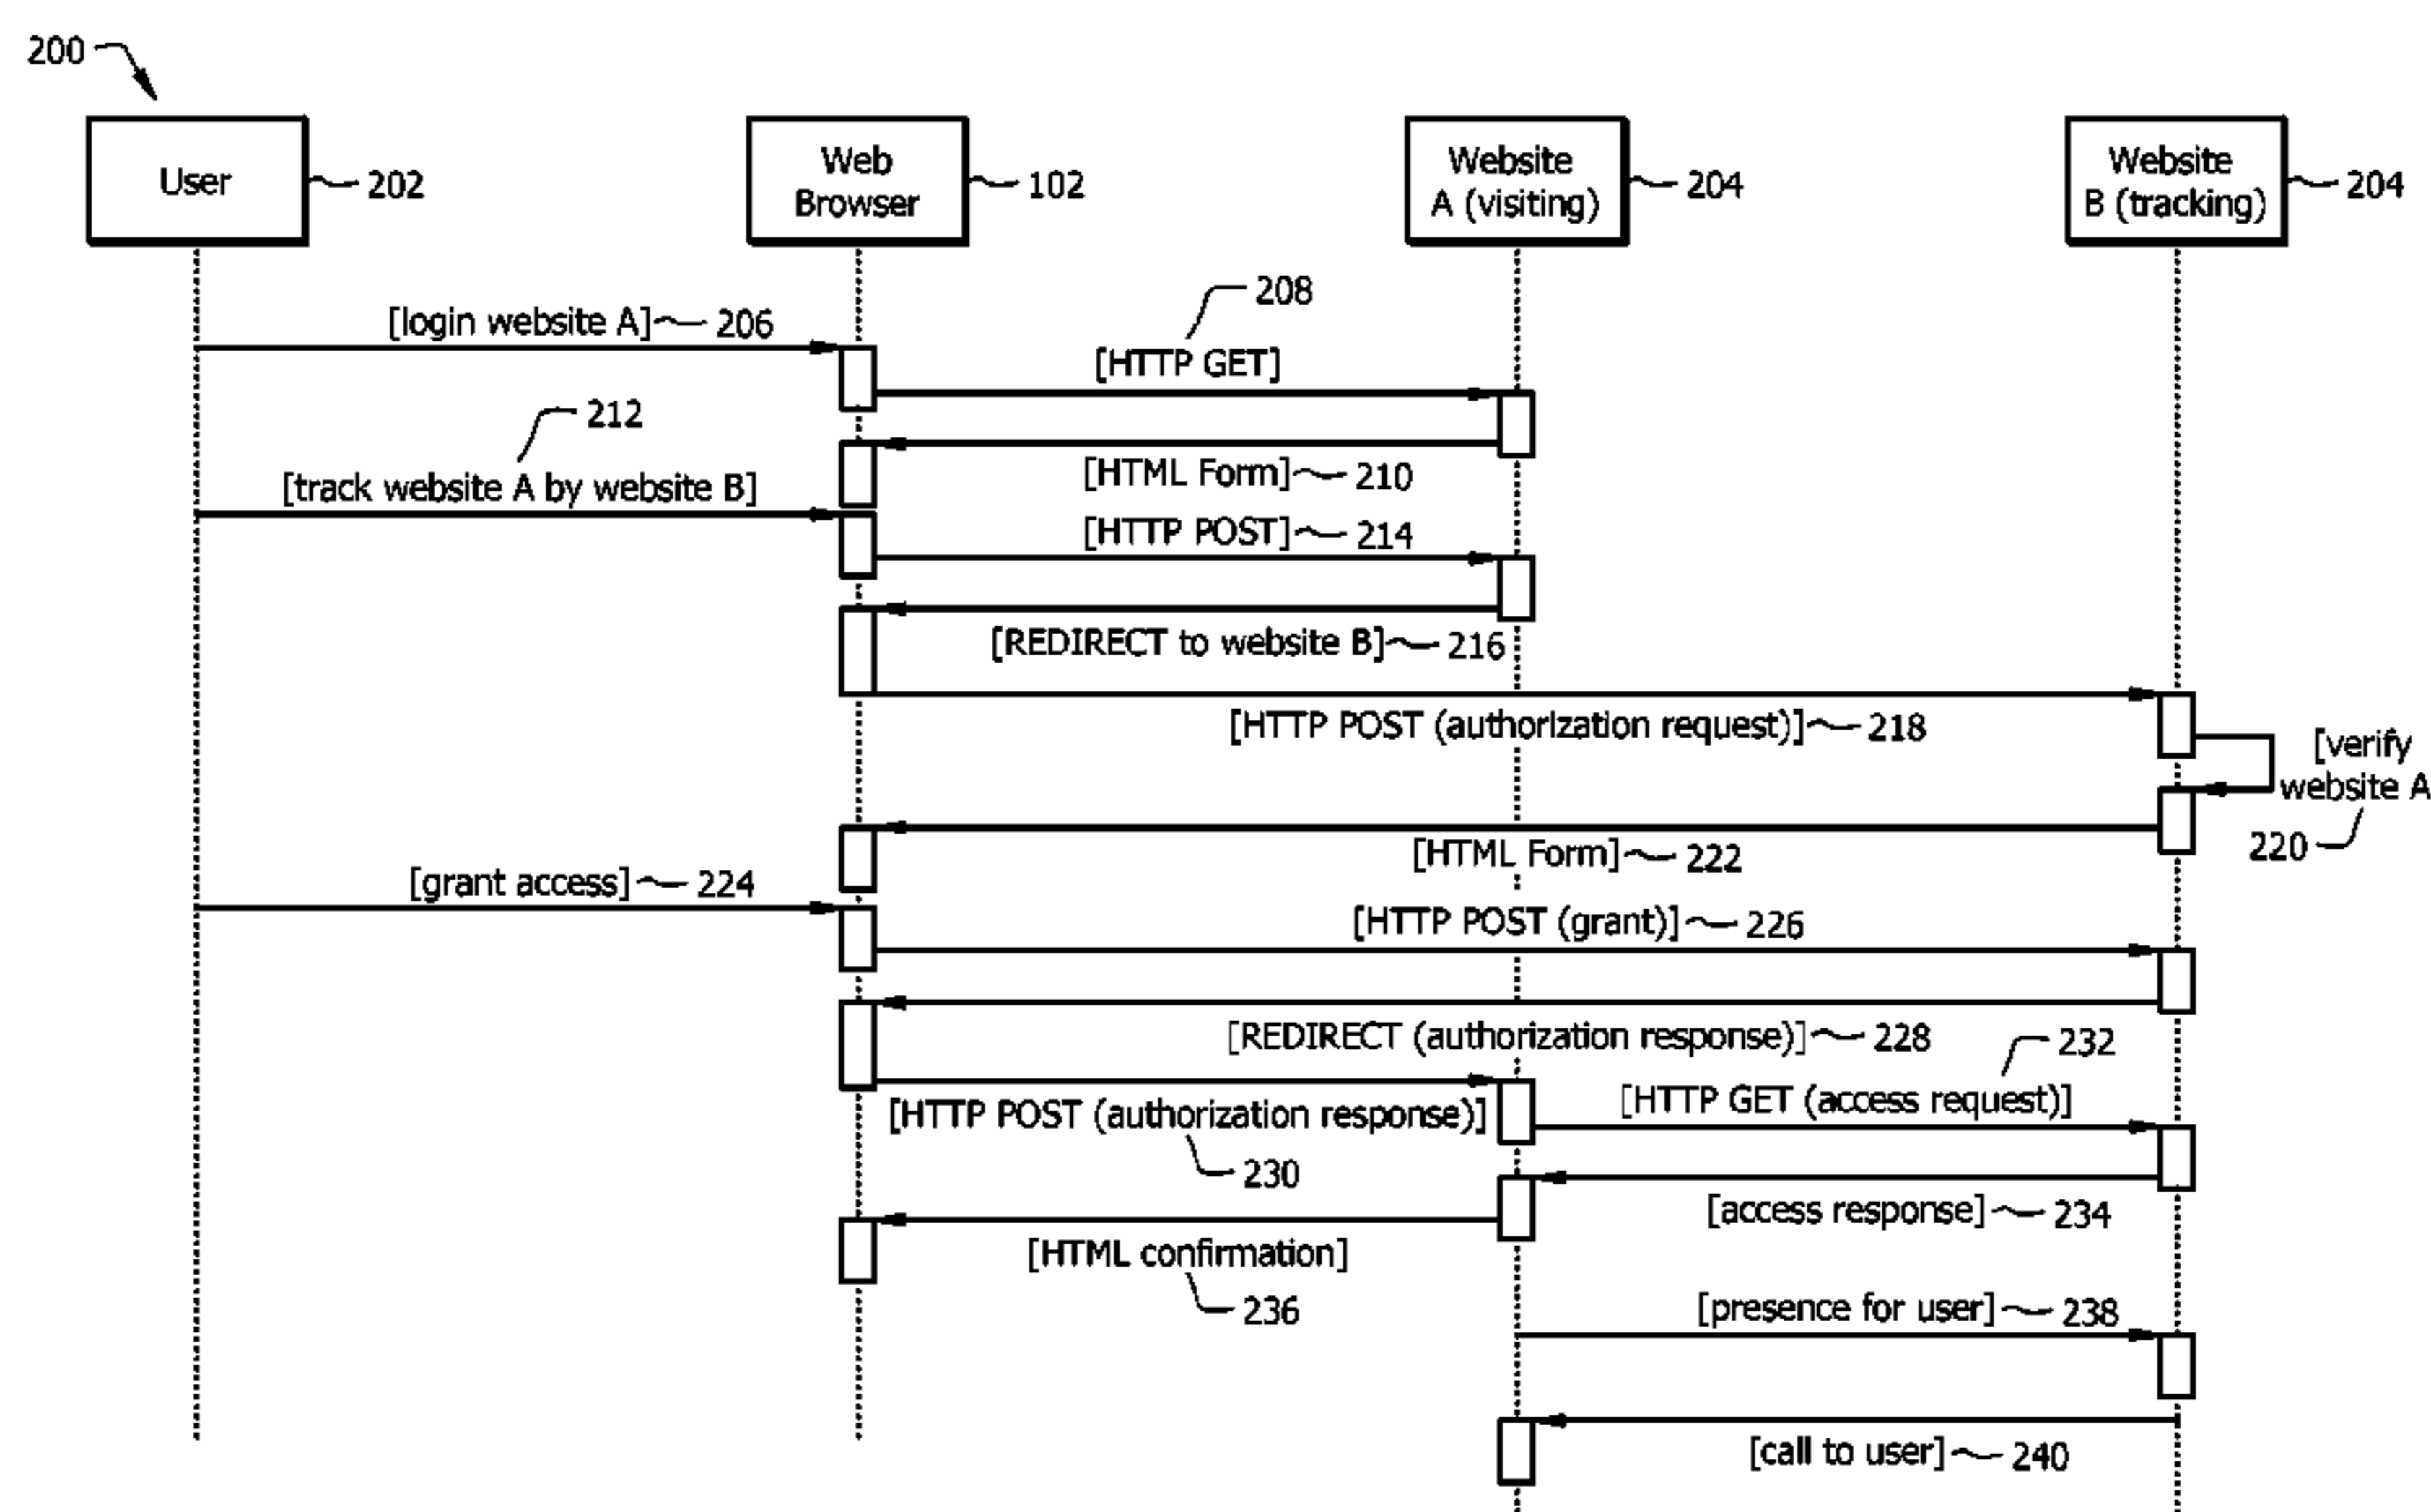 200
User
202
Web
Browser
102
Website
A (visiting)
204
Website
B (tracking)
204
[login website A] 206
208
[HTTP GET]
212
[HTML Form] 210
[track website A by website B]
[HTTP POST] 214
[REDIRECT to website B] 216
[HTTP POST (authorization request)] 218
[verify
website A
220
[HTML Form] 222
[grant access] 224
[HTTP POST (grant)] 226
[REDIRECT (authorization response)] 228
232
[HTTP GET (access request)]
[HTTP POST (authorization response)]
230
[access response] 234
[HTML confirmation]
236
[presence for user] 238
[call to user] 240